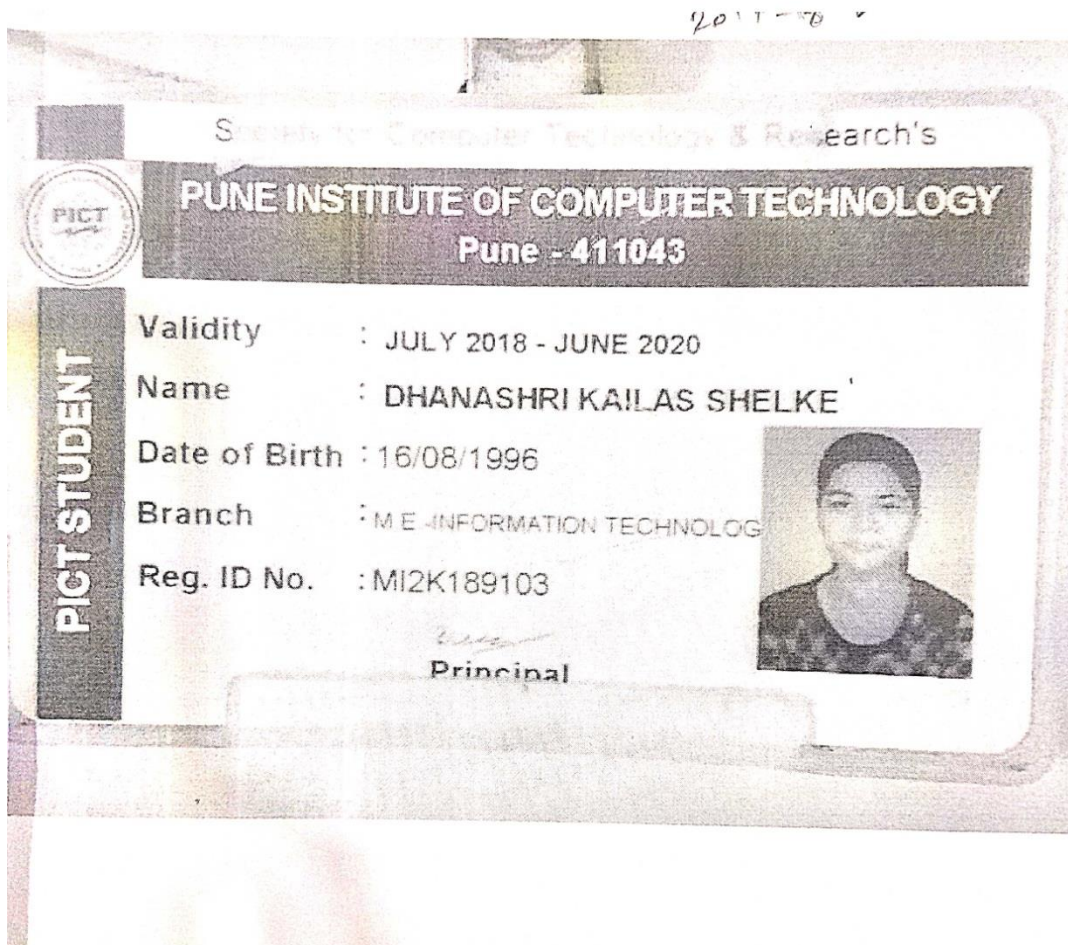 Society for Computer Technology & Research's
PUNE INSTITUTE OF COMPUTER TECHNOLOGY
Pune - 411043
PICT
PICT STUDENT
Validity : JULY 2018 - JUNE 2020
Name : DHANASHRI KAILAS SHELKE
Date of Birth : 16/08/1996
Branch : M E -INFORMATION TECHNOLOG
Reg. ID No. : MI2K189103
Principal